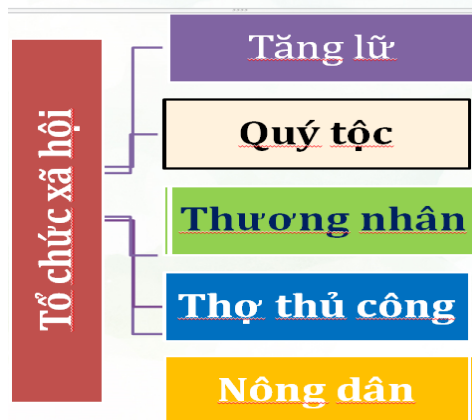 Tổ chức xã hội
Tăng lữ
Quý tộc
Thương nhân
Thợ thủ công
Nông dân